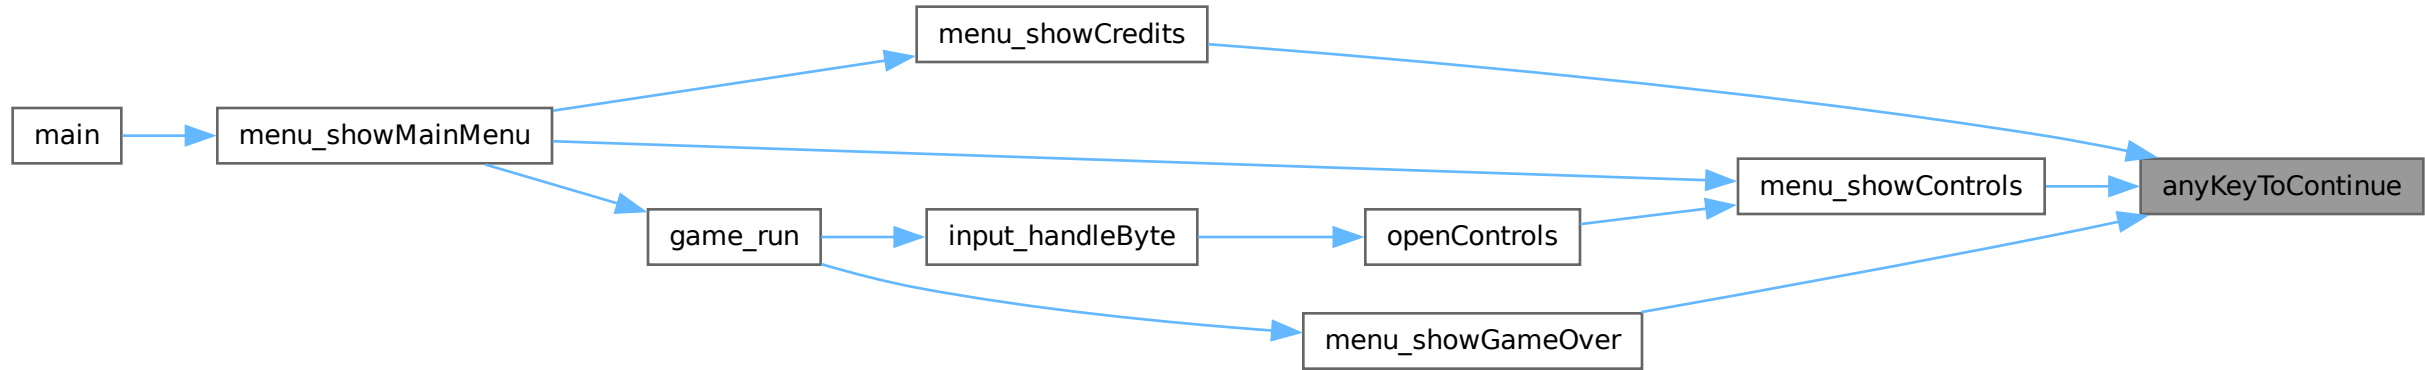 menu_showCredits
main
menu_showMainMenu
menu_showControls
anyKeyToContinue
game_run
input_handleByte
openControls
menu_showGameOver